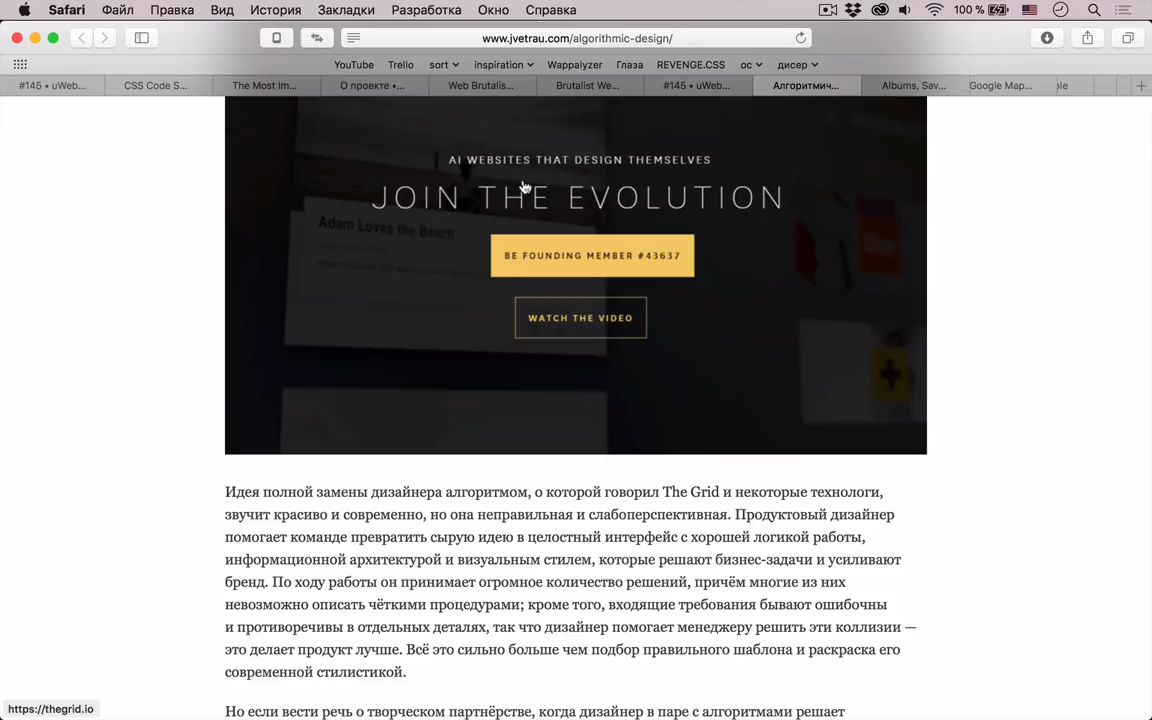 Safari Файл Правка Вид История Закладки Разработка Окно Справка 100 %
www.jvetrau.com/algorithmic-design/
YouTube Trello sort inspiration Wappalyzer Глаза REVENGE.CSS ос дисер
#145 • uWeb... CSS Code S... The Most Im... О проекте •... Web Brutalis... Brutalist We... #145 • uWeb... Алгоритмич... Albums, Sav... Google Map... ple
AI WEBSITES THAT DESIGN THEMSELVES
JOIN THE EVOLUTION
Adam Loves the Beach
BE FOUNDING MEMBER #43637
WATCH THE VIDEO
Идея полной замены дизайнера алгоритмом, о которой говорил The Grid и некоторые технологи,
звучит красиво и современно, но она неправильная и слабоперспективная. Продуктовый дизайнер
помогает команде превратить сырую идею в целостный интерфейс с хорошей логикой работы,
информационной архитектурой и визуальным стилем, которые решают бизнес-задачи и усиливают
бренд. По ходу работы он принимает огромное количество решений, причём многие из них
невозможно описать чёткими процедурами; кроме того, входящие требования бывают ошибочны
и противоречивы в отдельных деталях, так что дизайнер помогает менеджеру решить эти коллизии —
это делает продукт лучше. Всё это сильно больше чем подбор правильного шаблона и раскраска его
современной стилистикой.
Но если вести речь о творческом партнёрстве, когда дизайнер в паре с алгоритмами решает
https://thegrid.io